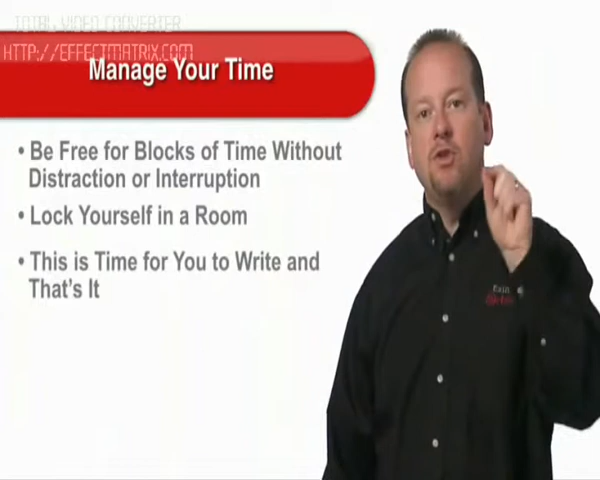 TOTAL VIDEO CONVERTER
HTTP://EFFECTMATRIX.COM
Manage Your Time
• Be Free for Blocks of Time Without
Distraction or Interruption
• Lock Yourself in a Room
• This is Time for You to Write and
That's It